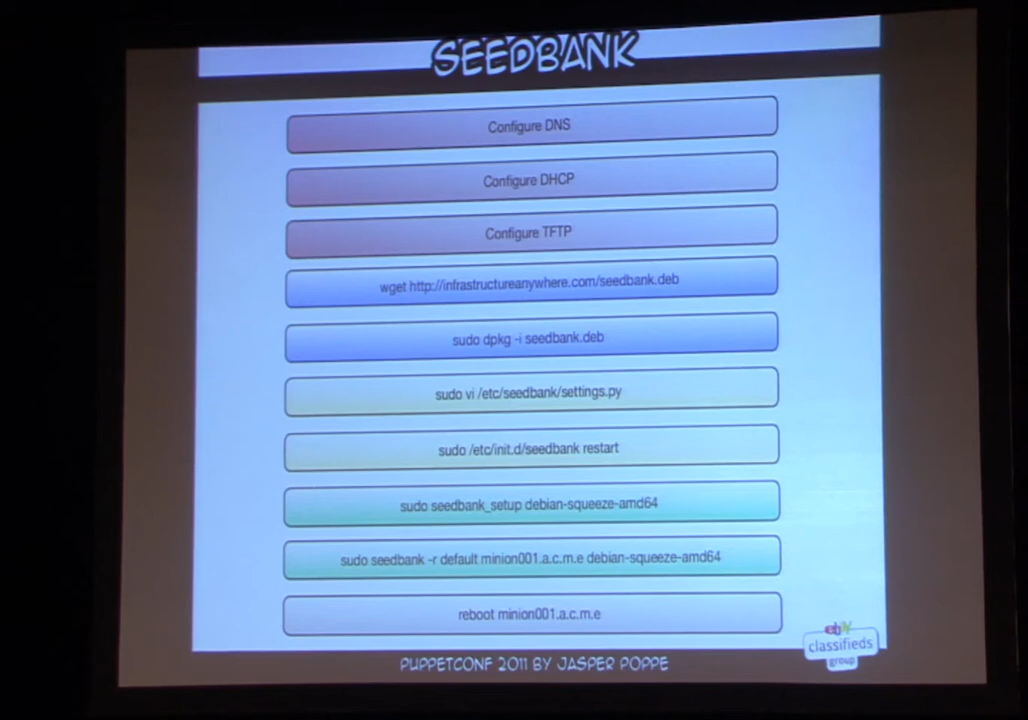 SEEDBANK
Configure DNS
Configure DHCP
Configure TFTP
wget http://infrastructureanywhere.com/seedbank.deb
sudo dpkg -i seedbank.deb
sudo vi /etc/seedbank/settings.py
sudo /etc/init.d/seedbank restart
sudo seedbank_setup debian-squeeze-amd64
sudo seedbank -r default minion001.a.c.m.e debian-squeeze-amd64
reboot minion001.a.c.m.e
ebY
classifieds
group
PUPPETCONF 2011 BY JASPER POPPE